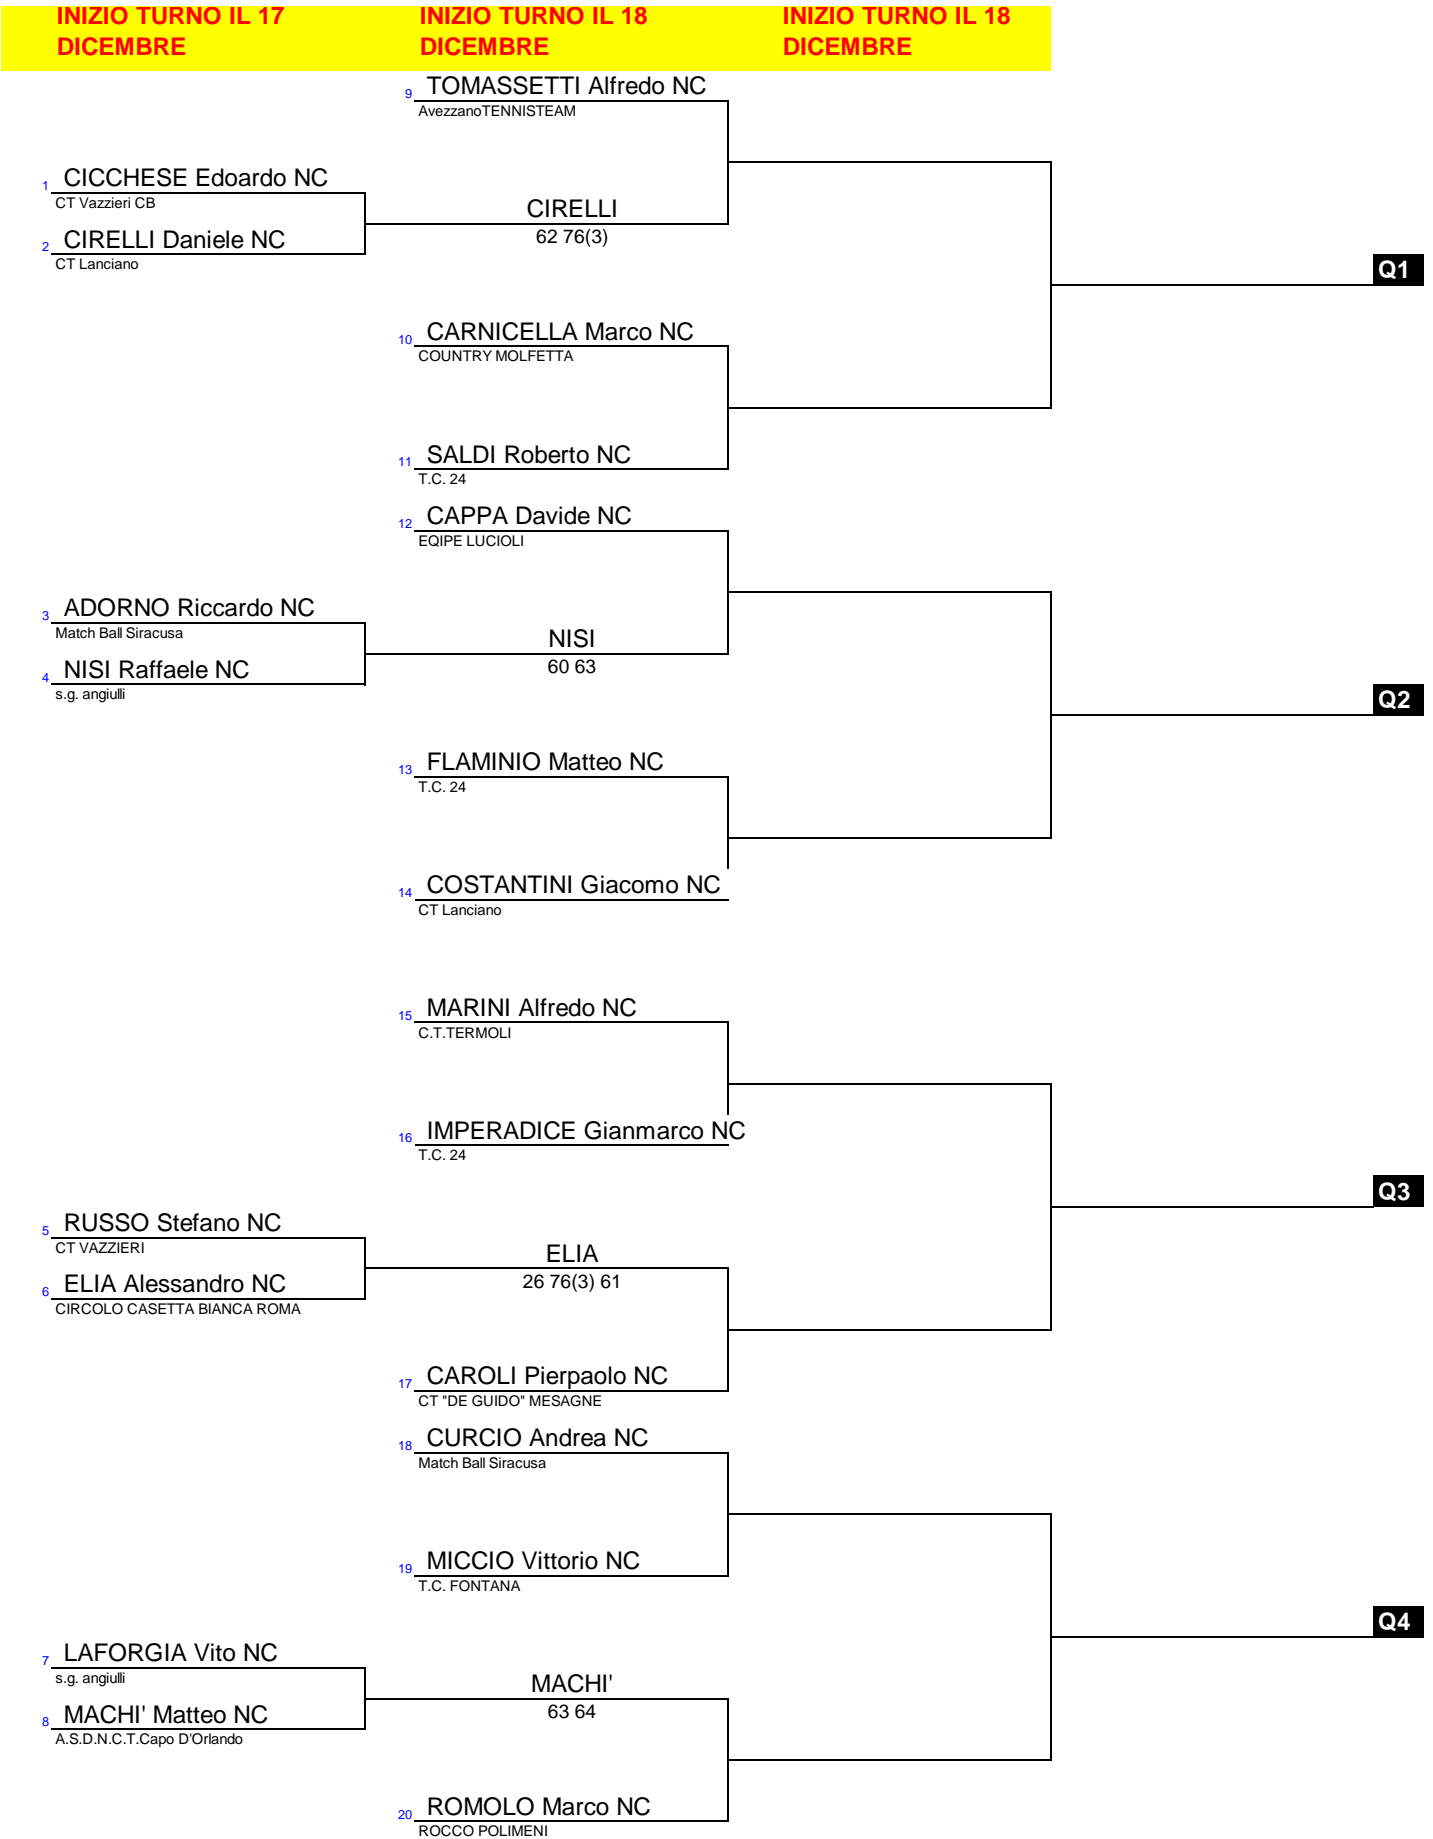 INIZIO TURNO IL 17
DICEMBRE
INIZIO TURNO IL 18
DICEMBRE
INIZIO TURNO IL 18
DICEMBRE
9 TOMASSETTI Alfredo NC
AvezzanoTENNISTEAM
1 CICCHESE Edoardo NC
CT Vazzieri CB
CIRELLI
62 76(3)
2 CIRELLI Daniele NC
CT Lanciano
Q1
10 CARNICELLA Marco NC
COUNTRY MOLFETTA
11 SALDI Roberto NC
T.C. 24
12 CAPPA Davide NC
EQIPE LUCIOLI
3 ADORNO Riccardo NC
Match Ball Siracusa
NISI
60 63
4 NISI Raffaele NC
s.g. angiulli
Q2
13 FLAMINIO Matteo NC
T.C. 24
14 COSTANTINI Giacomo NC
CT Lanciano
15 MARINI Alfredo NC
C.T.TERMOLI
16 IMPERADICE Gianmarco NC
T.C. 24
Q3
5 RUSSO Stefano NC
CT VAZZIERI
ELIA
26 76(3) 61
6 ELIA Alessandro NC
CIRCOLO CASETTA BIANCA ROMA
17 CAROLI Pierpaolo NC
CT "DE GUIDO" MESAGNE
18 CURCIO Andrea NC
Match Ball Siracusa
19 MICCIO Vittorio NC
T.C. FONTANA
Q4
7 LAFORGIA Vito NC
s.g. angiulli
MACHI'
63 64
8 MACHI' Matteo NC
A.S.D.N.C.T.Capo D'Orlando
20 ROMOLO Marco NC
ROCCO POLIMENI